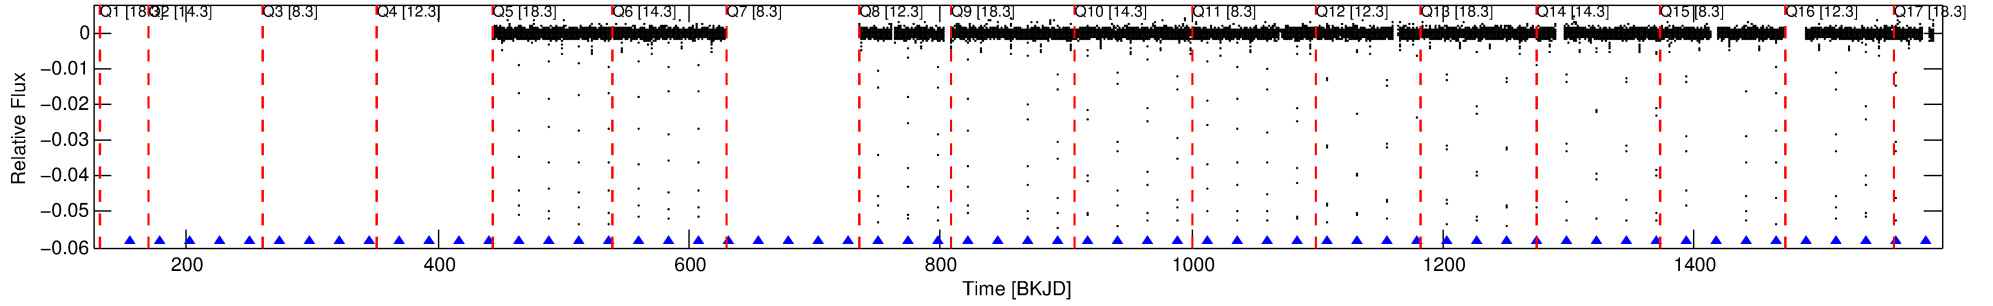 Q1 [18.3] Q2 [14.3] Q3 [8.3] Q4 [12.3] Q5 [18.3] Q6 [14.3] Q7 [8.3] Q8 [12.3] Q9 [18.3] Q10 [14.3] Q11 [8.3] Q12 [12.3] Q13 [18.3] Q14 [14.3] Q15 [8.3] Q16 [12.3] Q17 [18.3]
0
−0.01
−0.02
−0.03
−0.04
−0.05
−0.06
Relative Flux
200 400 600 800 1000 1200 1400
Time [BKJD]